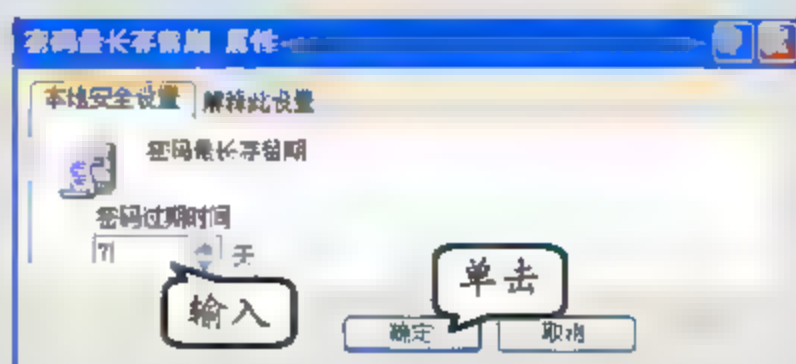 密码最长存留期 属性
本地安全设置 解释此设置
密码最长存留期
密码过期时间
7 天
输入
单击
确定 取消